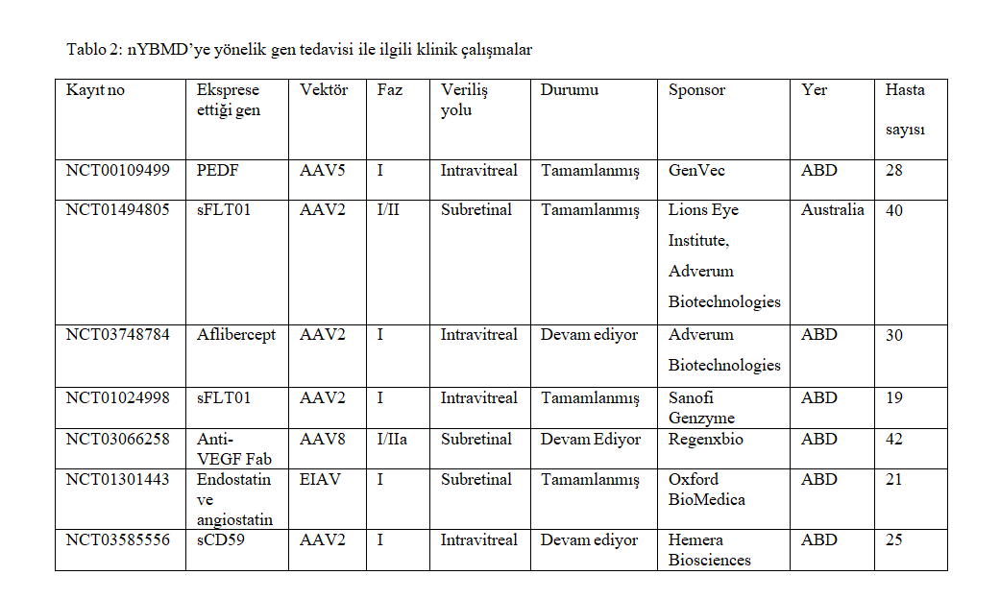 Tablo 2: nYBMD’ye yönelik gen tedavisi ile ilgili klinik çalışmalar
Kayıt no Eksprese ettiği gen Vektör Faz Veriliş yolu Durumu Sponsor Yer Hasta sayısı
NCT00109499 PEDF AAV5 I Intravitreal Tamamlanmış GenVec ABD 28
NCT01494805 sFLT01 AAV2 I/II Subretinal Tamamlanmış Lions Eye Institute, Adverum Biotechnologies Australia 40
NCT03748784 Aflibercept AAV2 I Intravitreal Devam ediyor Adverum Biotechnologies ABD 30
NCT01024998 sFLT01 AAV2 I Intravitreal Tamamlanmış Sanofi Genzyme ABD 19
NCT03066258 Anti-VEGF Fab AAV8 I/IIa Subretinal Devam Ediyor Regenxbio ABD 42
NCT01301443 Endostatin ve angiostatin EIAV I Subretinal Tamamlanmış Oxford BioMedica ABD 21
NCT03585556 sCD59 AAV2 I Intravitreal Devam ediyor Hemera Biosciences ABD 25